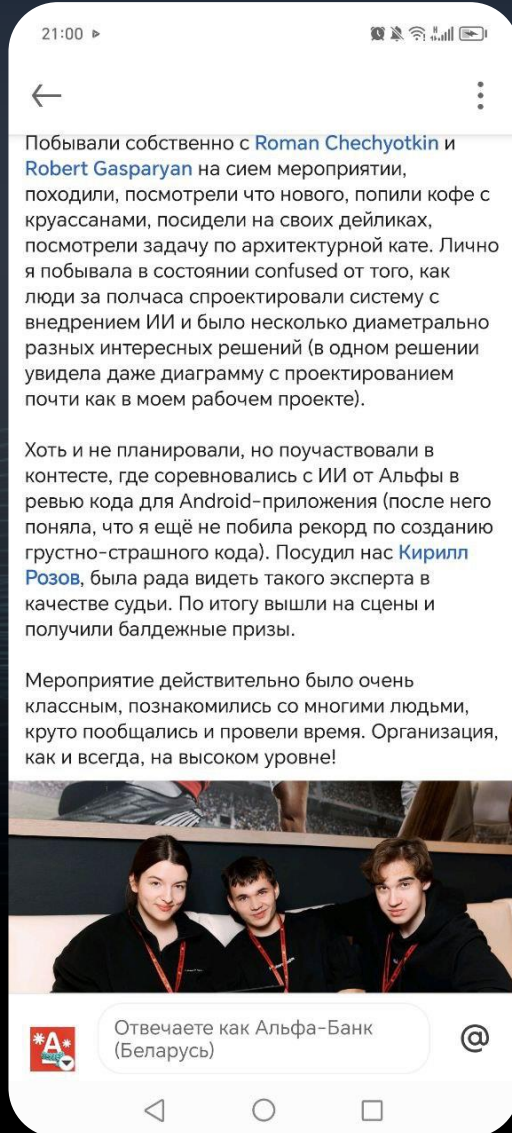 21:00
Побывали собственно с Roman Chechyotkin и
Robert Gasparyan на сием мероприятии,
походили, посмотрели что нового, попили кофе с
круассанами, посидели на своих дейликах,
посмотрели задачу по архитектурной кате. Лично
я побывала в состоянии confused от того, как
люди за полчаса спроектировали систему с
внедрением ИИ и было несколько диаметрально
разных интересных решений (в одном решении
увидела даже диаграмму с проектированием
почти как в моем рабочем проекте).
Хоть и не планировали, но поучаствовали в
контесте, где соревновались с ИИ от Альфы в
ревью кода для Android-приложения (после него
поняла, что я ещё не побила рекорд по созданию
грустно-страшного кода). Посудил нас Кирилл
Розов, была рада видеть такого эксперта в
качестве судьи. По итогу вышли на сцены и
получили балдежные призы.
Мероприятие действительно было очень
классным, познакомились со многими людьми,
круто пообщались и провели время. Организация,
как и всегда, на высоком уровне!
Отвечаете как Альфа-Банк
(Беларусь)
@